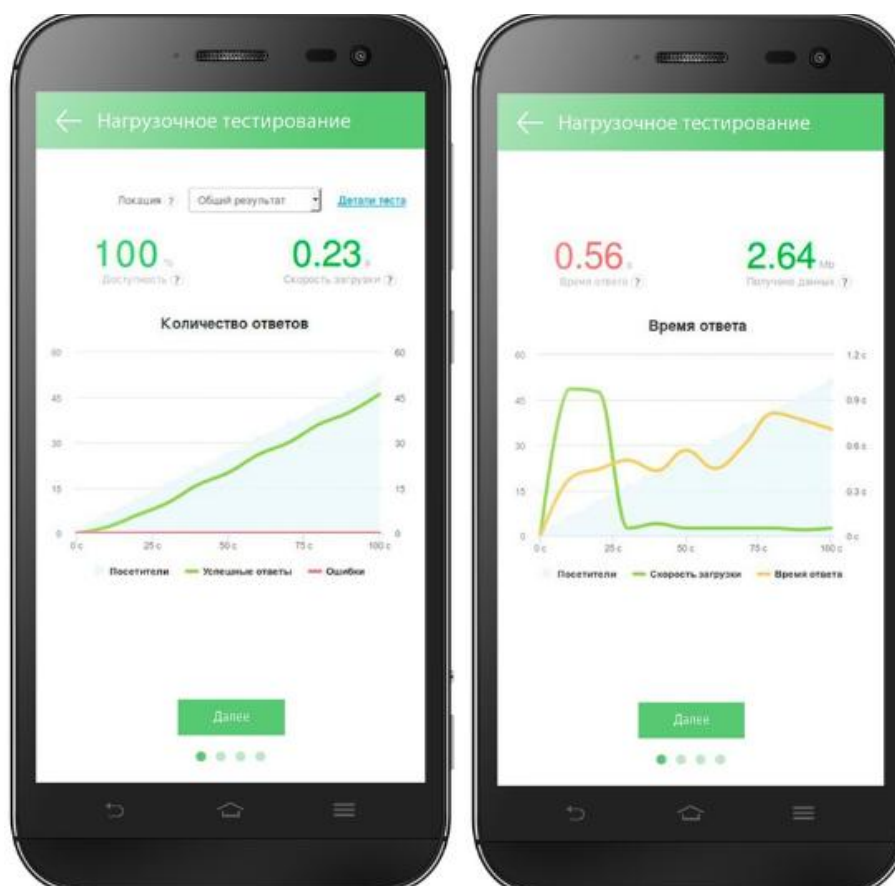 Нагрузочное тестирование
Локация ? Общий результат Детали теста
100 % 0.23 s
Доступность ? Скорость загрузки ?
Количество ответов
60 60
45 45
30 30
15 15
0 0
0 c 25 c 50 c 75 c 100 c
Посетители Успешные ответы Ошибки
Далее
Нагрузочное тестирование
0.56 s 2.64 Mb
Время ответа ? Получено данных ?
Время ответа
60 1.2 c
45 0.9 c
30 0.6 c
15 0.3 c
0 0 c
0 c 25 c 50 c 75 c 100 c
Посетители Скорость загрузки Время ответа
Далее